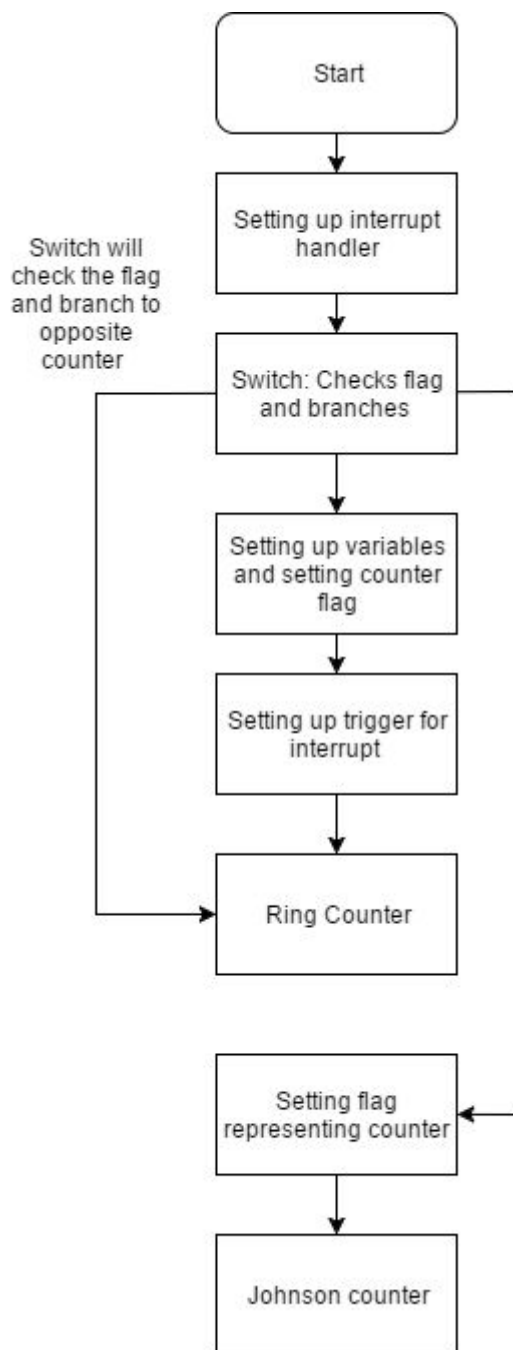 Start
Setting up interrupt
handler
Switch will
check the flag
and branch to
opposite
counter
Switch: Checks flag
and branches
Setting up variables
and setting counter
flag
Setting up trigger for
interrupt
Ring Counter
Setting flag
representing counter
Johnson counter